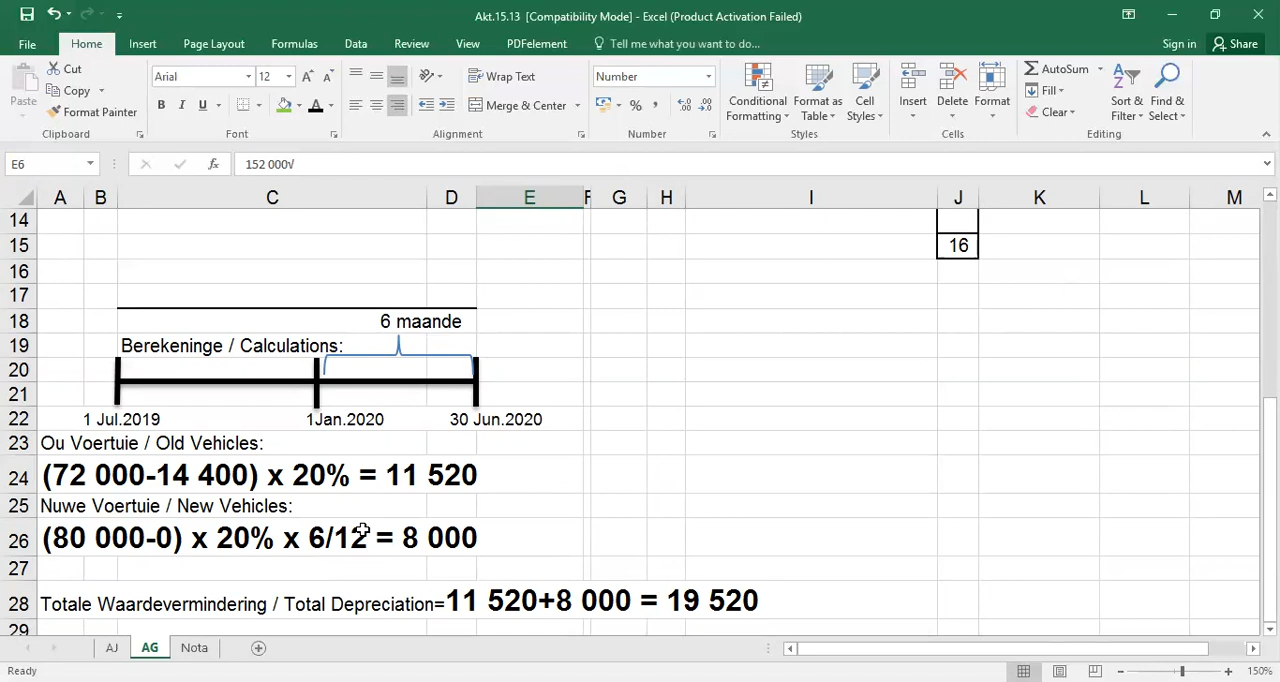 Akt.15.13 [Compatibility Mode] - Excel (Product Activation Failed)
File Home Insert Page Layout Formulas Data Review View PDFelement Tell me what you want to do... Sign in Share
Paste
Cut
Copy
Format Painter
Clipboard
Arial 12
B I U
Font
Wrap Text
Merge & Center
Alignment
Number
Number
Conditional Formatting
Format as Table
Cell Styles
Styles
Insert
Delete
Format
Cells
AutoSum
Fill
Clear
Sort & Filter
Find & Select
Editing
E6 fx 152 000√
A B C D E F G H I J K L M
14
15 16
16
17
18 6 maande
19 Berekeninge / Calculations:
20
21
22 1 Jul.2019 1Jan.2020 30 Jun.2020
23 Ou Voertuie / Old Vehicles:
24 (72 000-14 400) x 20% = 11 520
25 Nuwe Voertuie / New Vehicles:
26 (80 000-0) x 20% x 6/12 = 8 000
27
28 Totale Waardevermindering / Total Depreciation=11 520+8 000 = 19 520
29
AJ AG Nota
Ready 150%